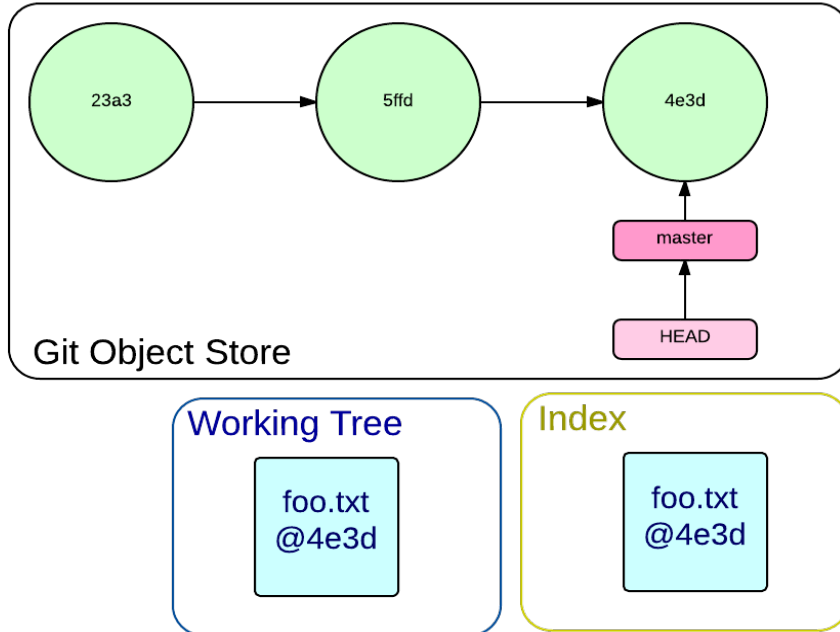 23a3
5ffd
4e3d
master
HEAD
Git Object Store
Working Tree
Index
foo.txt
@4e3d
foo.txt
@4e3d